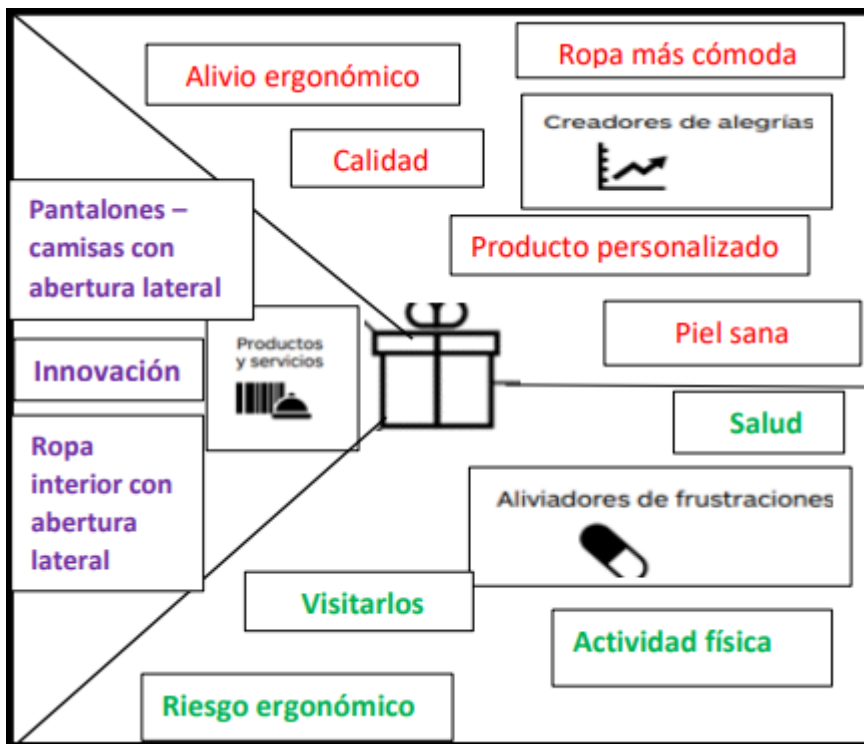 Alivio ergonómico
Ropa más cómoda
Creadores de alegrías
Calidad
Pantalones –
camisas con
abertura lateral
Producto personalizado
Productos
y servicios
Piel sana
Innovación
Salud
Ropa
interior con
abertura
lateral
Aliviadores de frustraciones
Visitarlos
Actividad física
Riesgo ergonómico